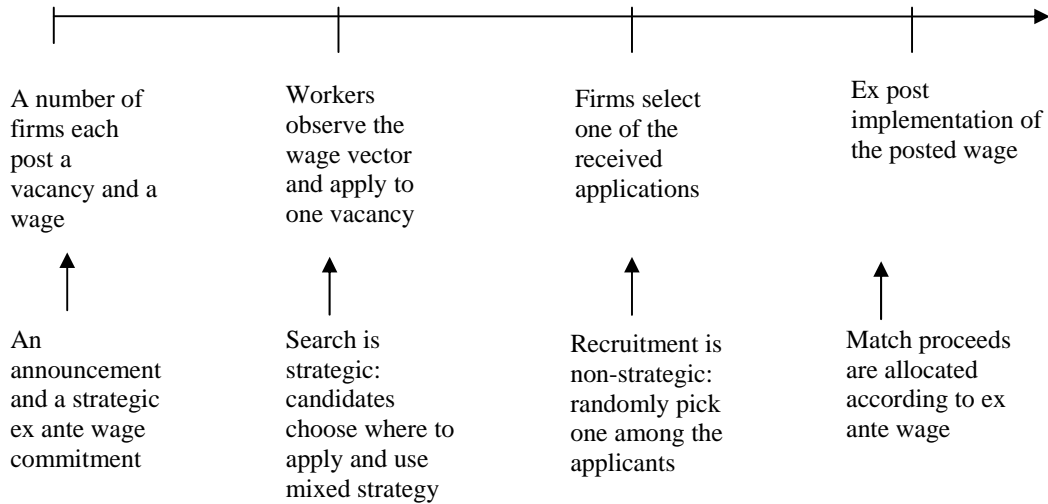 A number of
firms each
post a
vacancy and a
wage
Workers
observe the
wage vector
and apply to
one vacancy
Firms select
one of the
received
applications
Ex post
implementation of
the posted wage
An
announcement
and a strategic
ex ante wage
commitment
Search is
strategic:
candidates
choose where to
apply and use
mixed strategy
Recruitment is
non-strategic:
randomly pick
one among the
applicants
Match proceeds
are allocated
according to ex
ante wage